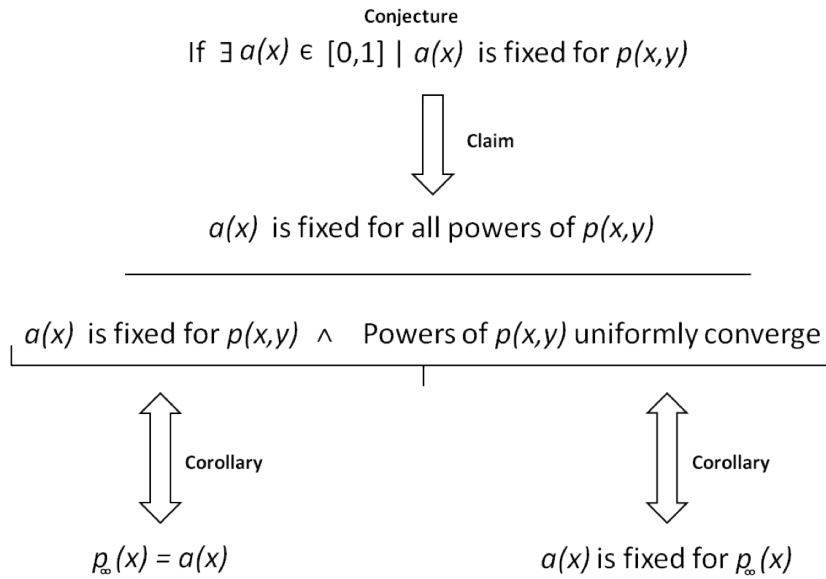 Conjecture
If ∃ a(x) ϵ [0,1] | a(x) is fixed for p(x,y)
Claim
a(x) is fixed for all powers of p(x,y)
a(x) is fixed for p(x,y) ∧ Powers of p(x,y) uniformly converge
Corollary Corollary
p∞(x) = a(x) a(x) is fixed for p∞(x)